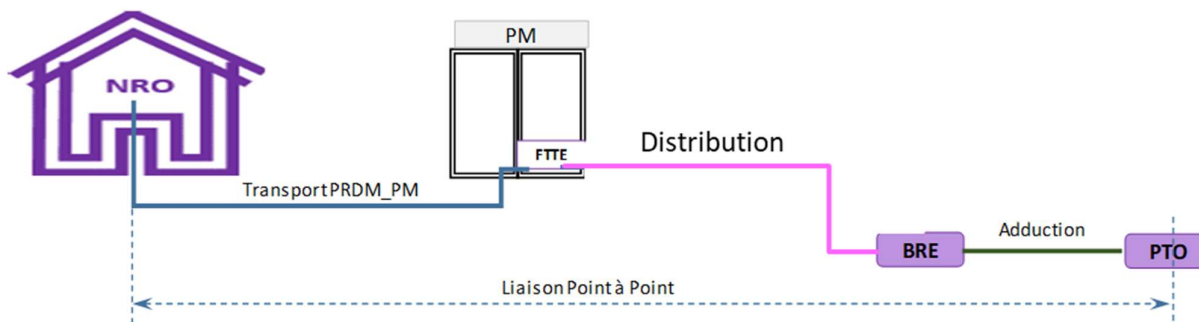 PM
NRO
FTTE
Distribution
Transport PRDM_PM
BRE
Adduction
PTO
Liaison Point à Point